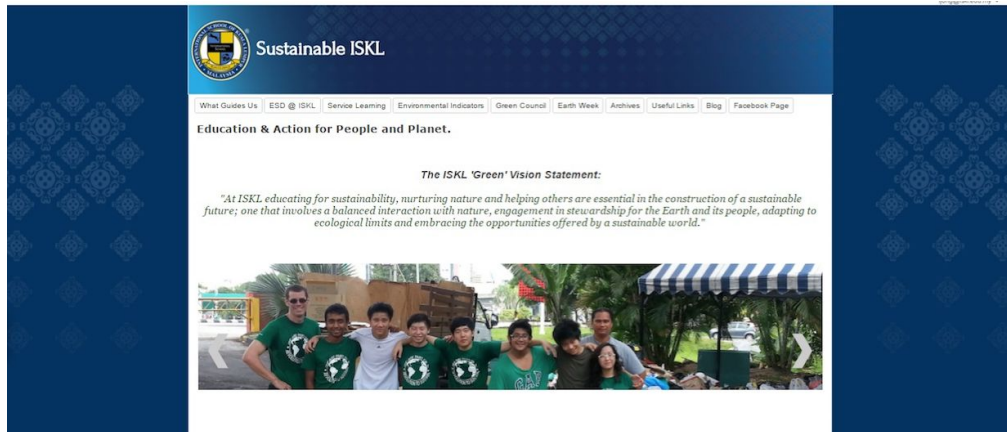 Sustainable ISKL
What Guides Us
ESD @ ISKL
Service Learning
Environmental Indicators
Green Council
Earth Week
Archives
Useful Links
Blog
Facebook Page
Education & Action for People and Planet.
The ISKL 'Green' Vision Statement:
"At ISKL educating for sustainability, nurturing nature and helping others are essential in the construction of a sustainable
future; one that involves a balanced interaction with nature, engagement in stewardship for the Earth and its people, adapting to
ecological limits and embracing the opportunities offered by a sustainable world."
GAP